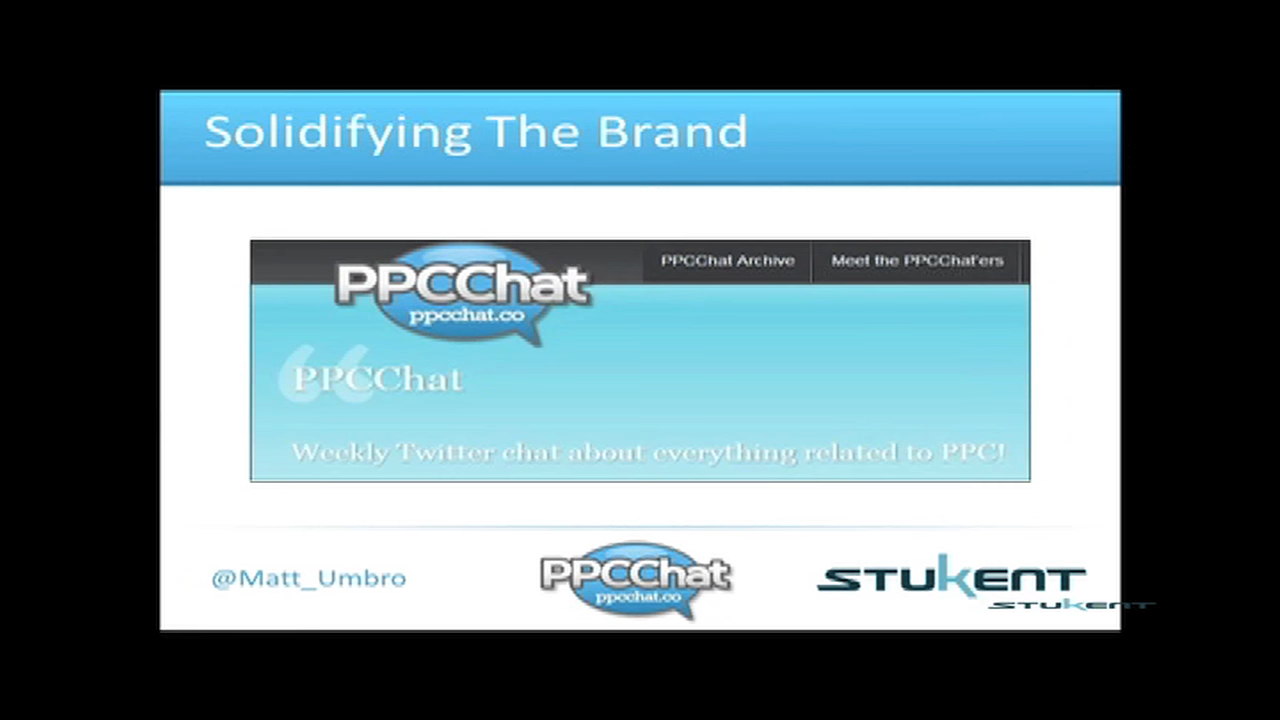 Solidifying The Brand
PPCChat
ppcchat.co
PPCChat Archive
Meet the PPCChat'ers
PPCChat
Weekly Twitter chat about everything related to PPC!
@Matt_Umbro
PPCChat
ppcchat.co
STUKENT
STUKENT